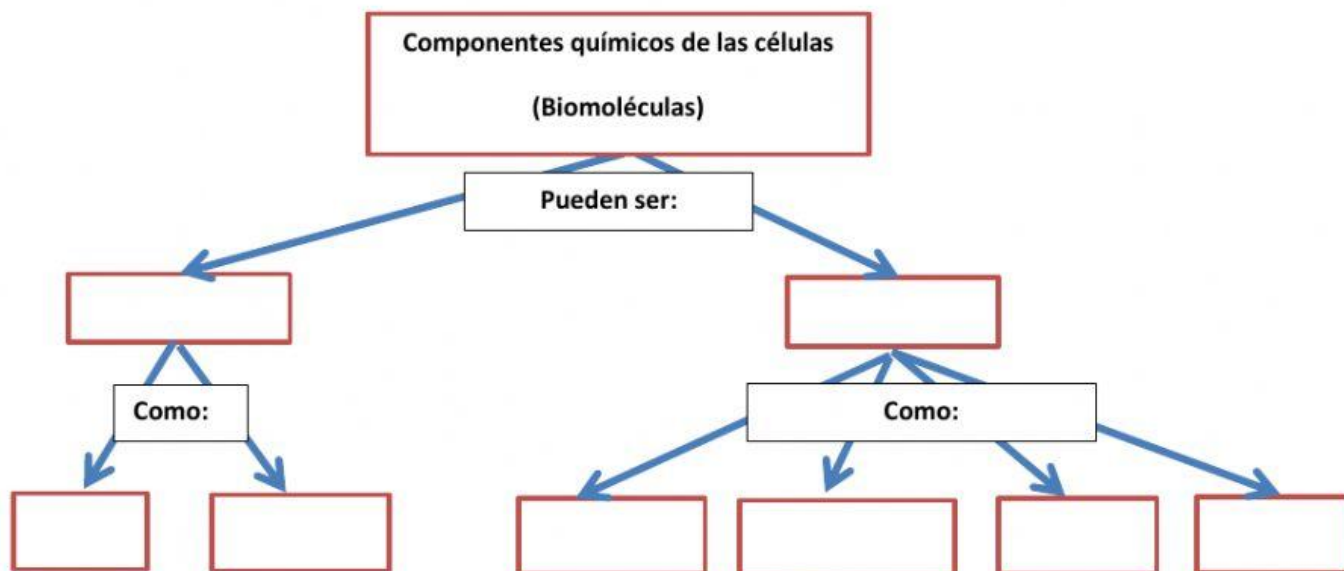 Componentes químicos de las células
(Biomoléculas)
Pueden ser:
Como:
Como: